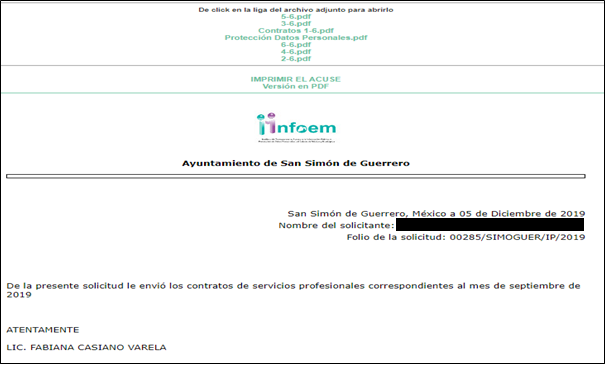 De click en la liga del archivo adjunto para abrirlo
5-6.pdf
3-6.pdf
Contratos 1-6.pdf
Protección Datos Personales.pdf
6-6.pdf
4-6.pdf
2-6.pdf
IMPRIMIR EL ACUSE
Versión en PDF
infoem
Ayuntamiento de San Simón de Guerrero
San Simón de Guerrero, México a 05 de Diciembre de 2019
Nombre del solicitante:
Folio de la solicitud: 00285/SIMOGUER/IP/2019
De la presente solicitud le envió los contratos de servicios profesionales correspondientes al mes de septiembre de
2019
ATENTAMENTE
LIC. FABIANA CASIANO VARELA